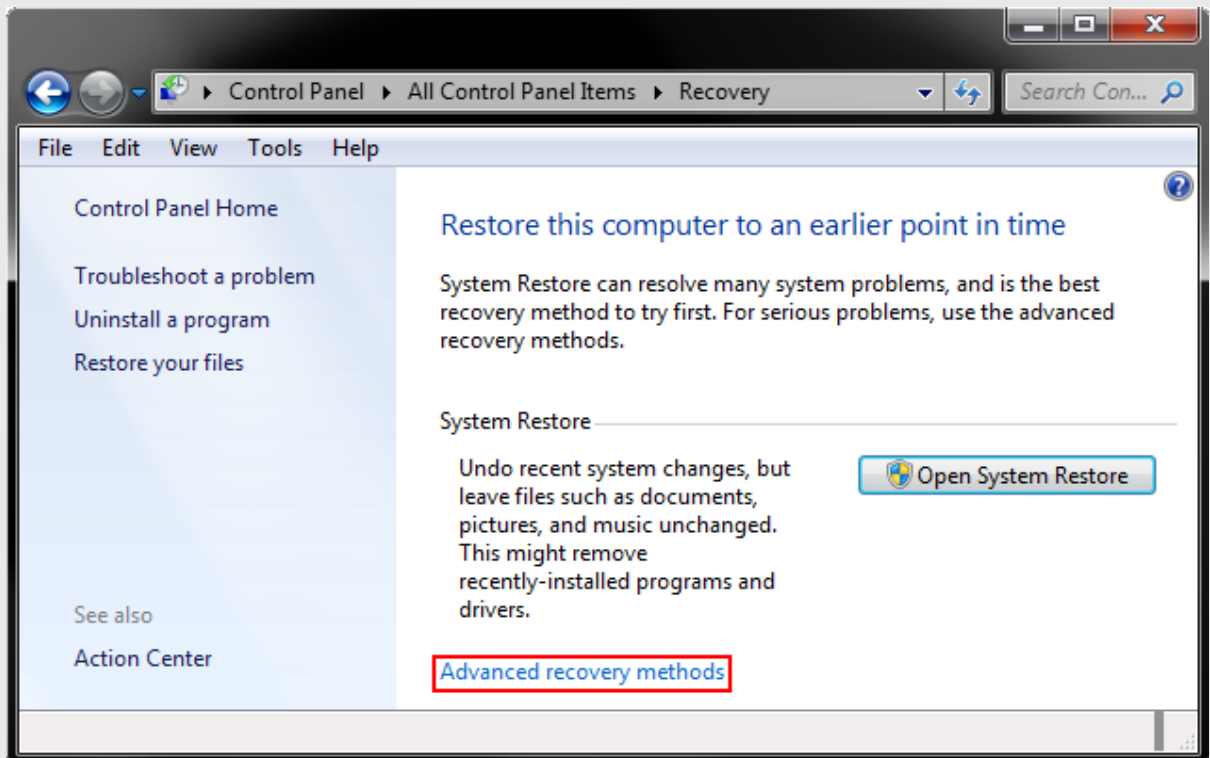 Control Panel ▸ All Control Panel Items ▸ Recovery
Search Con...
File Edit View Tools Help
Control Panel Home
Troubleshoot a problem
Uninstall a program
Restore your files
See also
Action Center
Restore this computer to an earlier point in time
System Restore can resolve many system problems, and is the best
recovery method to try first. For serious problems, use the advanced
recovery methods.
System Restore
Undo recent system changes, but
leave files such as documents,
pictures, and music unchanged.
This might remove
recently-installed programs and
drivers.
Open System Restore
Advanced recovery methods